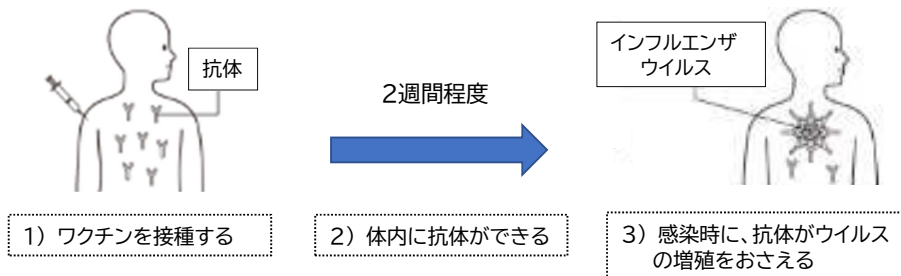 抗体
2週間程度
インフルエンザ
ウイルス
1）ワクチンを接種する
2）体内に抗体ができる
3）感染時に、抗体がウイルス
の増殖をおさえる